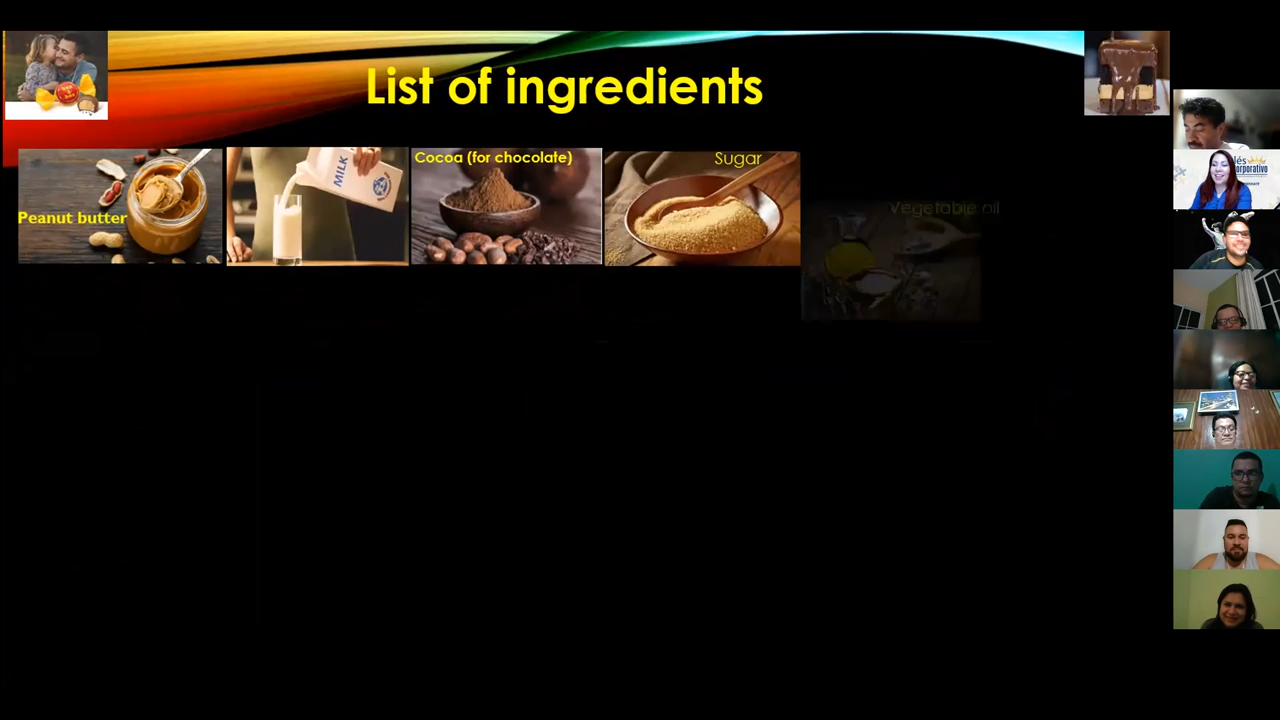 List of ingredients
Peanut butter
MILK
Cocoa (for chocolate)
Sugar
Vegetable oil